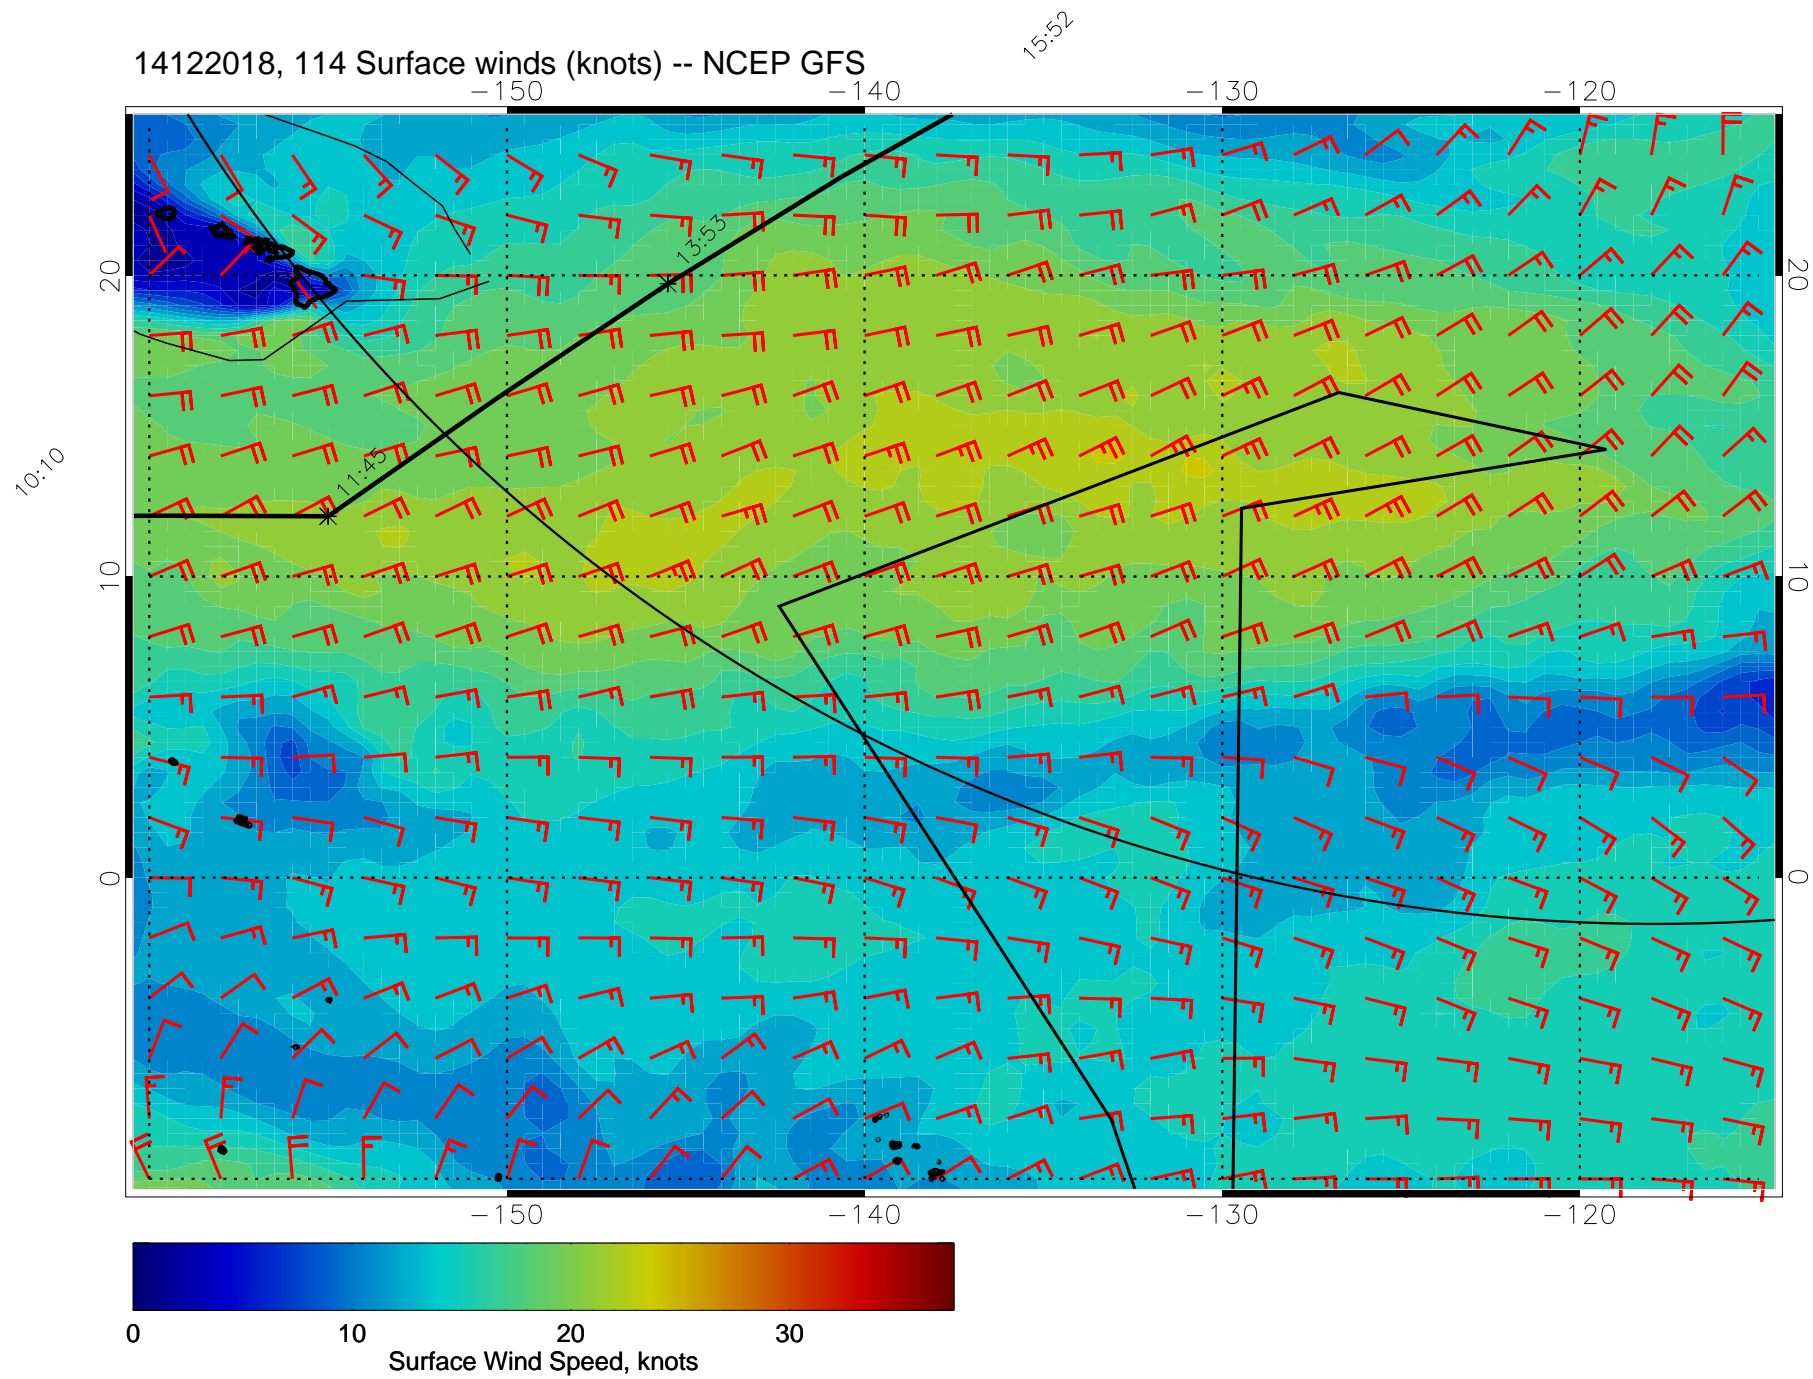 15:52
14122018, 114 Surface winds (knots) -- NCEP GFS
-150 -140 -130 -120
13:53
20 20
10:10
11:45
10 10
0 0
-150 -140 -130 -120
0 10 20 30
Surface Wind Speed, knots